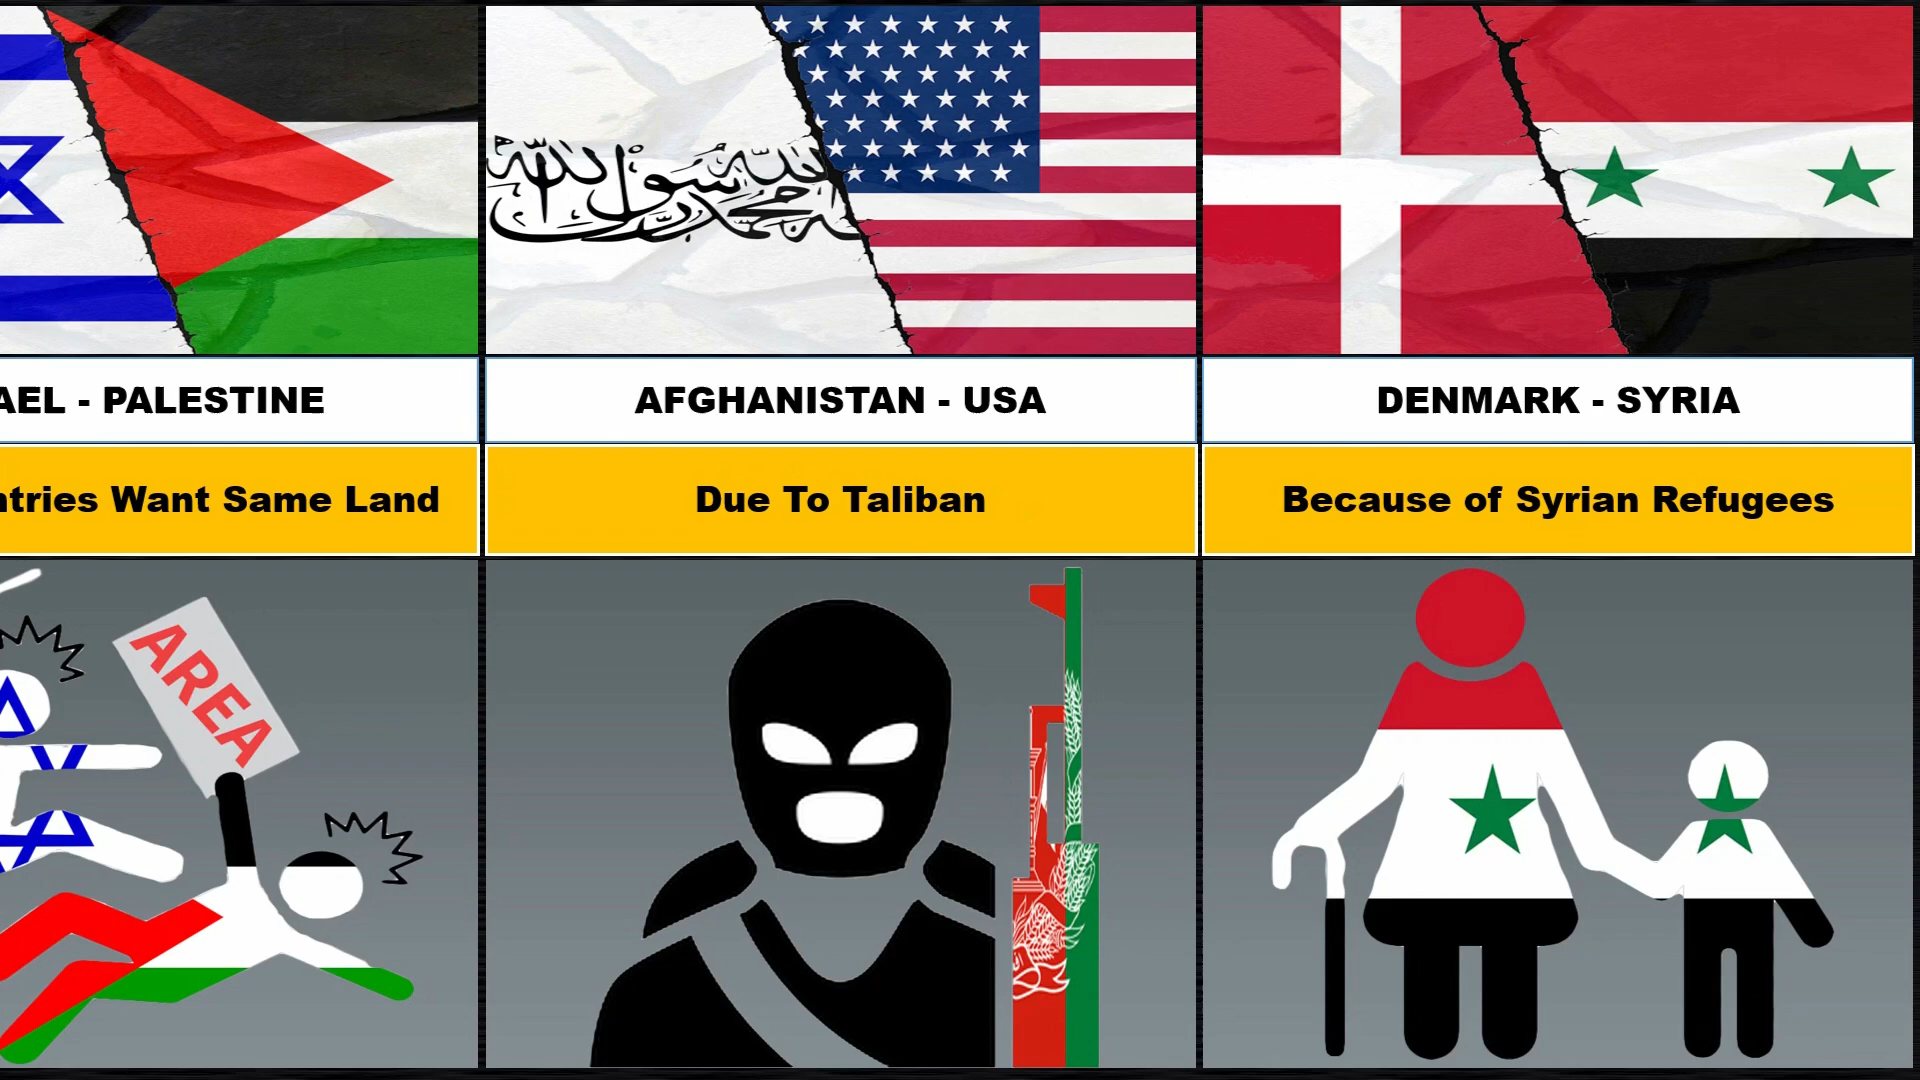 AEL - PALESTINE
ntries Want Same Land
AREA
AFGHANISTAN - USA
Due To Taliban
DENMARK - SYRIA
Because of Syrian Refugees